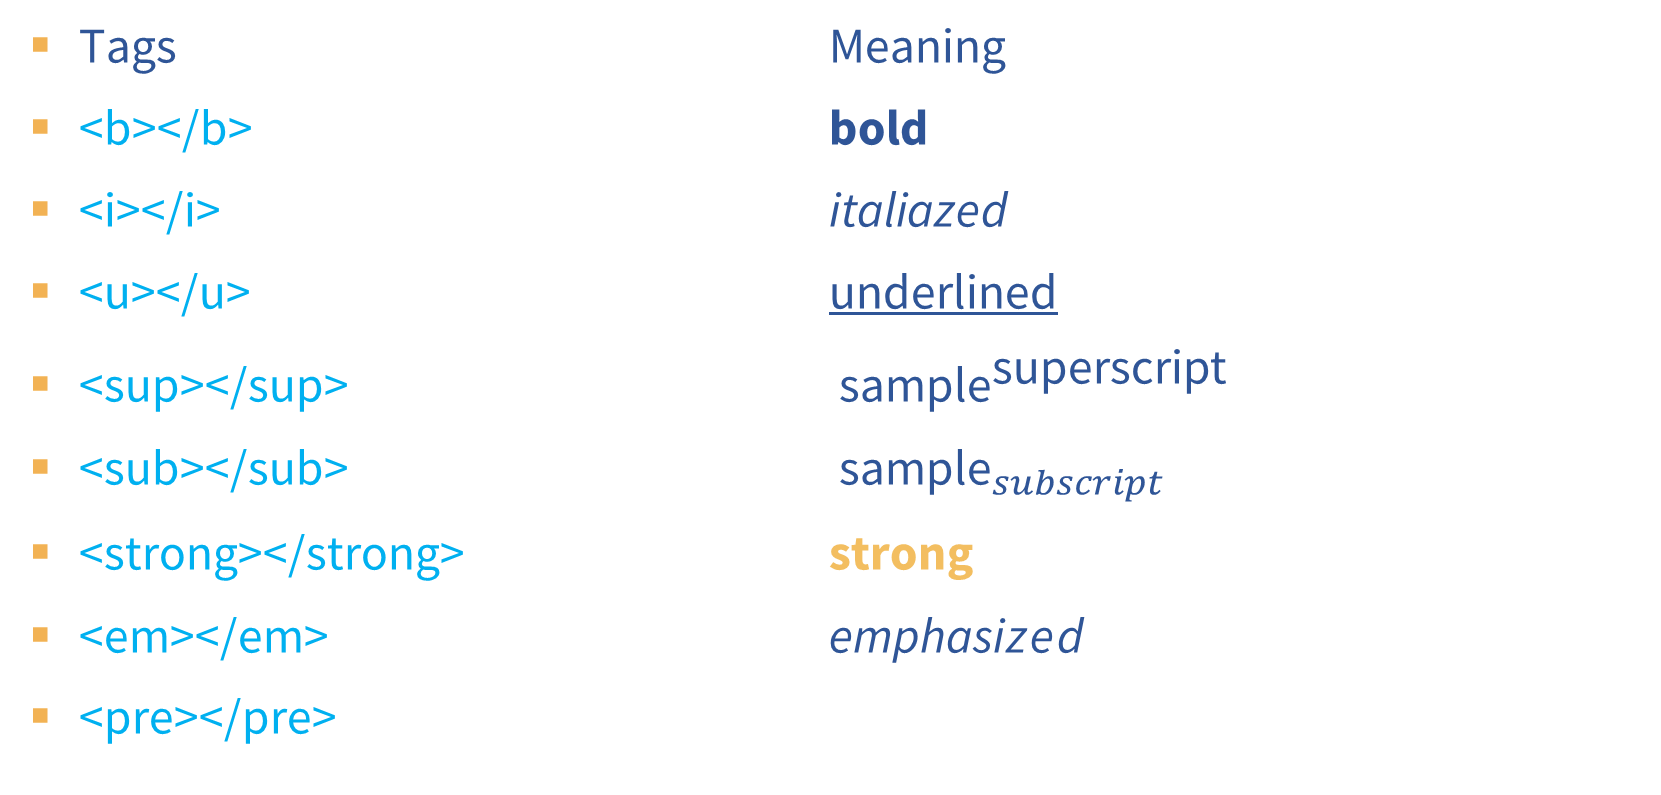 Tags Meaning
<b></b> bold
<i></i> italiazed
<u></u> underlined
<sup></sup> samplesuperscript
<sub></sub> samplesubscript
<strong></strong> strong
<em></em> emphasized
<pre></pre>